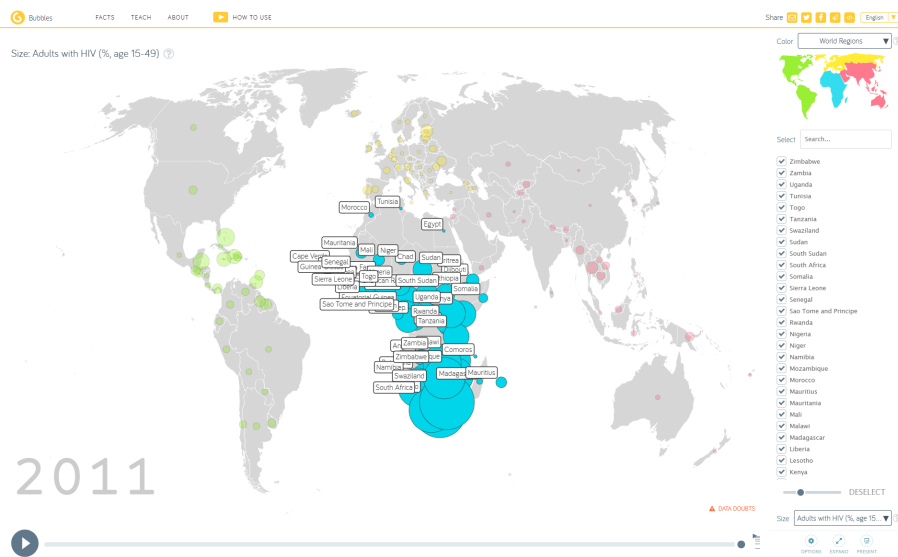 Bubbles
FACTS
TEACH
ABOUT
HOW TO USE
Share
English
Size: Adults with HIV (%, age 15-49)
Color
World Regions
Select
Search...
Zimbabwe
Zambia
Uganda
Tunisia
Togo
Tanzania
Swaziland
Sudan
South Sudan
South Africa
Somalia
Sierra Leone
Senegal
Sao Tome and Principe
Rwanda
Nigeria
Niger
Namibia
Mozambique
Morocco
Mauritius
Mauritania
Mali
Malawi
Madagascar
Liberia
Lesotho
Kenya
DESELECT
Size
Adults with HIV (%, age 15...
OPTIONS
EXPAND
PRESENT
Tunisia
Morocco
Egypt
Mauritania
Mali
Niger
Chad
Sudan
Senegal
Sierra Leone
Togo
South Sudan
Somalia
Sao Tome and Principe
Uganda
Rwanda
Tanzania
Zambia
Comoros
Zimbabwe
Swaziland
Mauritius
South Africa
2011
DATA DOUBTS